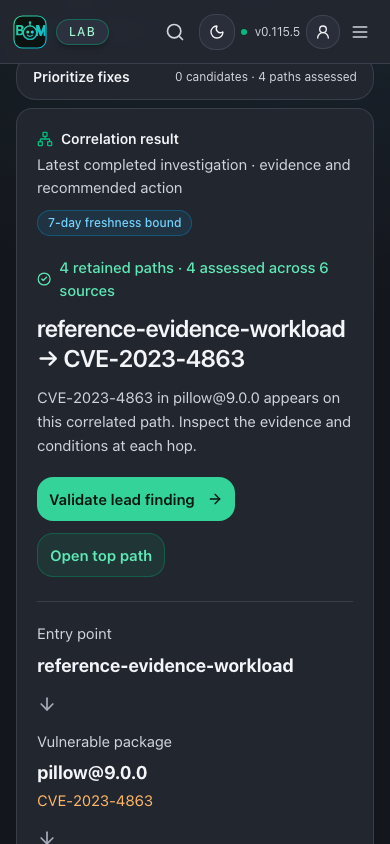 BOM
LAB
v0.115.5
Prioritize fixes
0 candidates · 4 paths assessed
Correlation result
Latest completed investigation · evidence and
recommended action
7-day freshness bound
4 retained paths · 4 assessed across 6
sources
reference-evidence-workload
→ CVE-2023-4863
CVE-2023-4863 in pillow@9.0.0 appears on
this correlated path. Inspect the evidence and
conditions at each hop.
Validate lead finding →
Open top path
Entry point
reference-evidence-workload
↓
Vulnerable package
pillow@9.0.0
CVE-2023-4863
↓